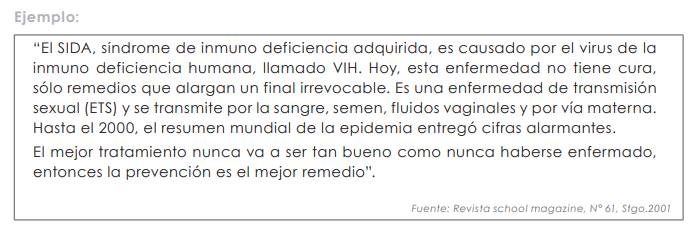 Ejemplo:
“El SIDA, síndrome de inmuno deficiencia adquirida, es causado por el virus de la
inmuno deficiencia humana, llamado VIH. Hoy, esta enfermedad no tiene cura,
sólo remedios que alargan un final irrevocable. Es una enfermedad de transmisión
sexual (ETS) y se transmite por la sangre, semen, fluidos vaginales y por vía materna.
Hasta el 2000, el resumen mundial de la epidemia entregó cifras alarmantes.
El mejor tratamiento nunca va a ser tan bueno como nunca haberse enfermado,
entonces la prevención es el mejor remedio”.
Fuente: Revista school magazine, N° 61, Stgo.2001